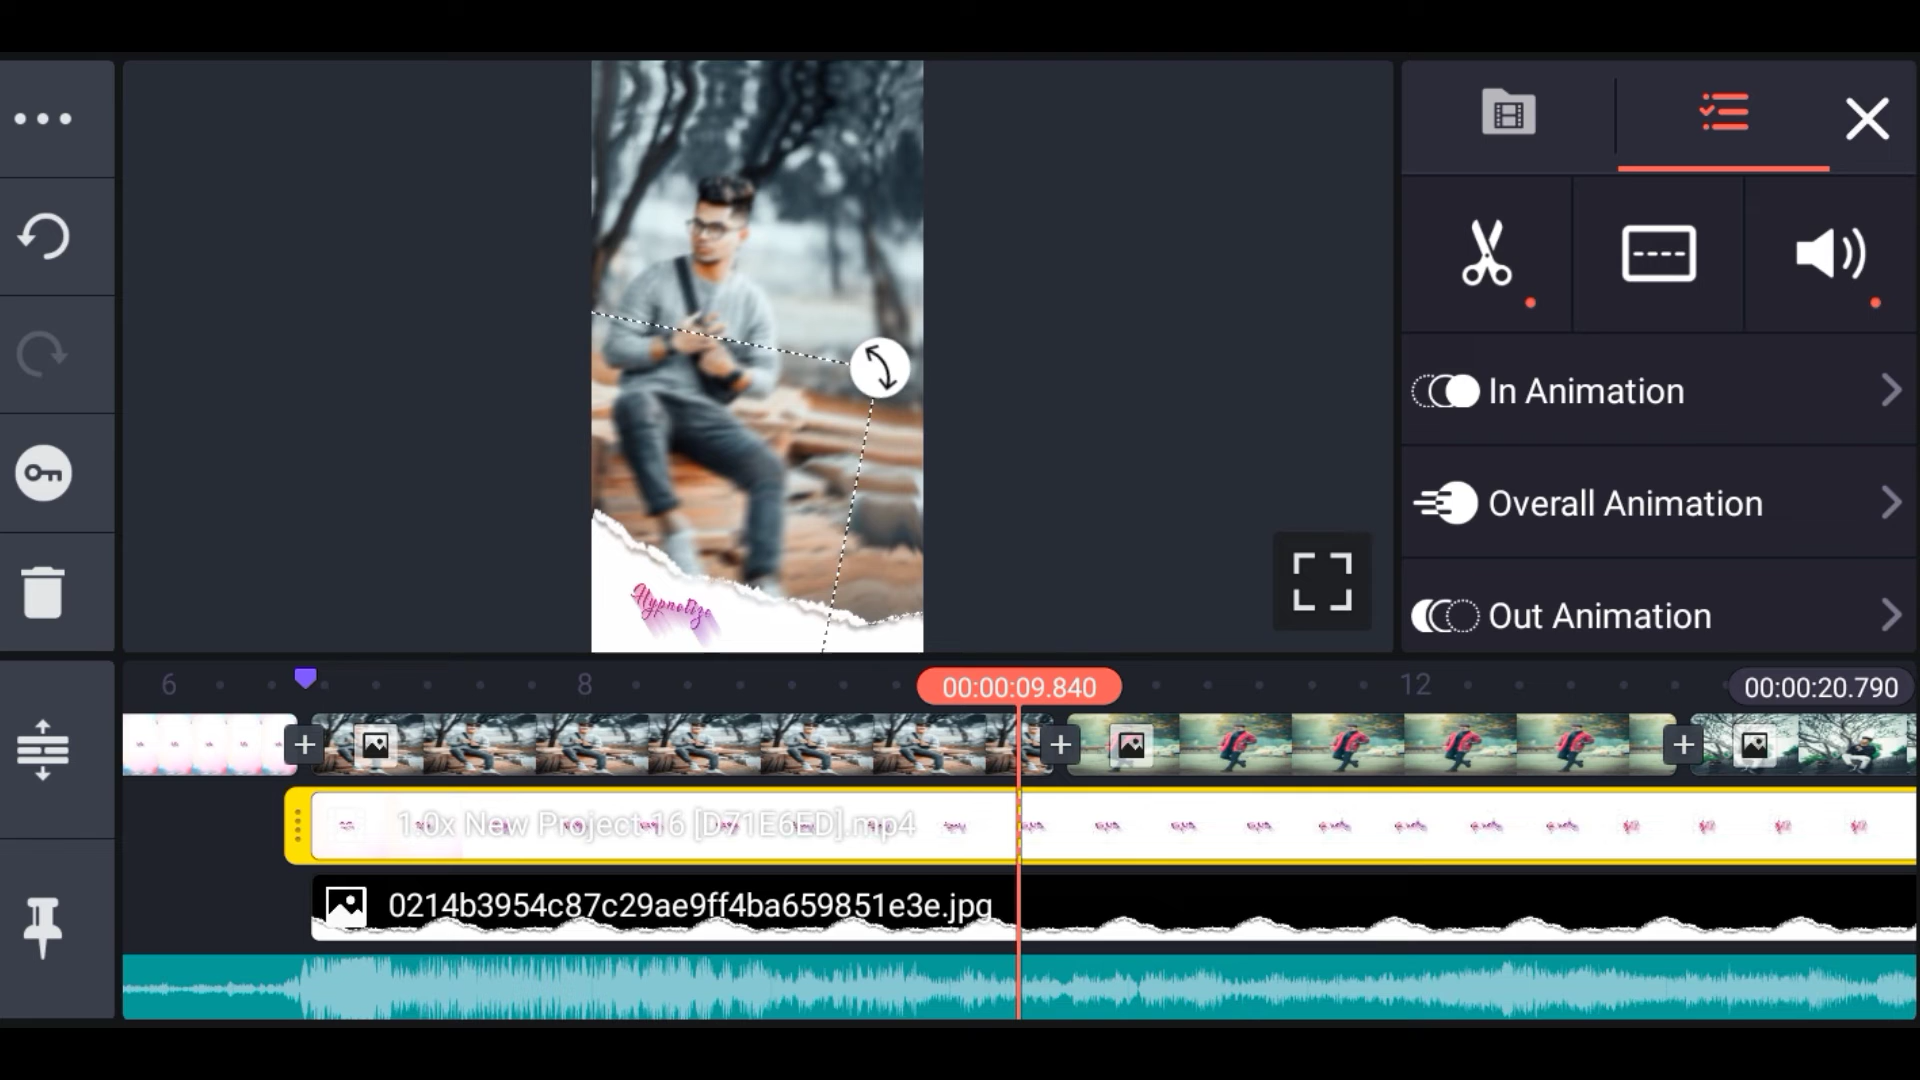 In Animation
Overall Animation
Out Animation
Hypnotize
6
8
00:00:09.840
12
00:00:20.790
1.0x New Project 16 [D71E6ED].mp4
0214b3954c87c29ae9ff4ba659851e3e.jpg